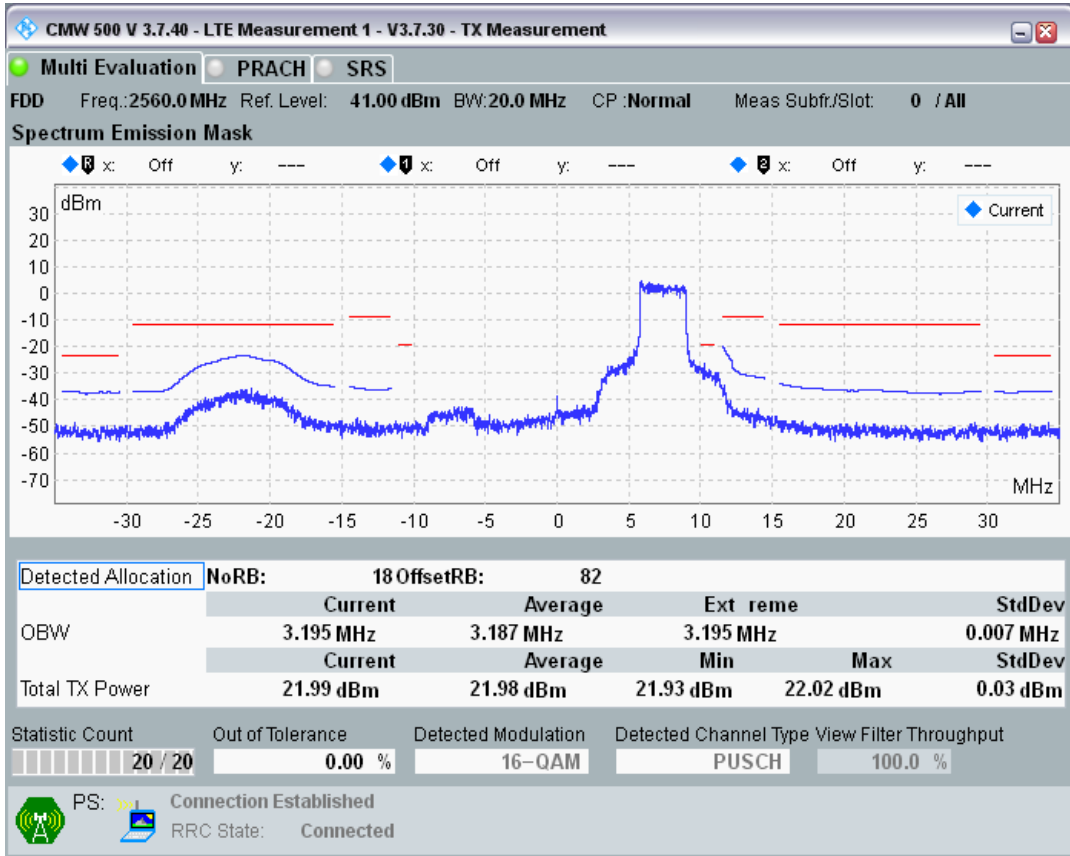 CMW 500 V 3.7.40 - LTE Measurement 1 - V3.7.30 - TX Measurement
Multi Evaluation PRACH SRS
FDD Freq.:2560.0 MHz Ref. Level: 41.00 dBm BW:20.0 MHz CP :Normal Meas Subfr./Slot: 0 / All
Spectrum Emission Mask
R x: Off y: --- 1 x: Off y: --- 2 x: Off y: ---
dBm
Current
30
20
10
0
-10
-20
-30
-40
-50
-60
-70
MHz
-30 -25 -20 -15 -10 -5 0 5 10 15 20 25 30
Detected Allocation NoRB: 18 OffsetRB: 82
Current Average Ext reme StdDev
OBW 3.195 MHz 3.187 MHz 3.195 MHz 0.007 MHz
Current Average Min Max StdDev
Total TX Power 21.99 dBm 21.98 dBm 21.93 dBm 22.02 dBm 0.03 dBm
Statistic Count Out of Tolerance Detected Modulation Detected Channel Type View Filter Throughput
20 / 20 0.00 % 16-QAM PUSCH 100.0 %
PS: Connection Established
RRC State: Connected